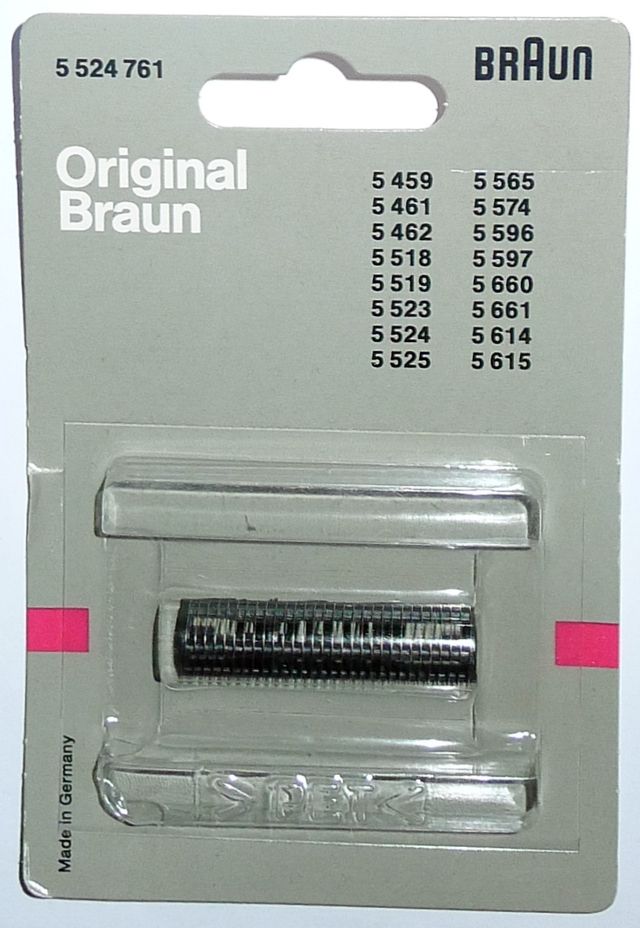 5 524 761
BRAUN
Original
Braun
5 459 5 565
5 461 5 574
5 462 5 596
5 518 5 597
5 519 5 660
5 523 5 661
5 524 5 614
5 525 5 615
Made in Germany